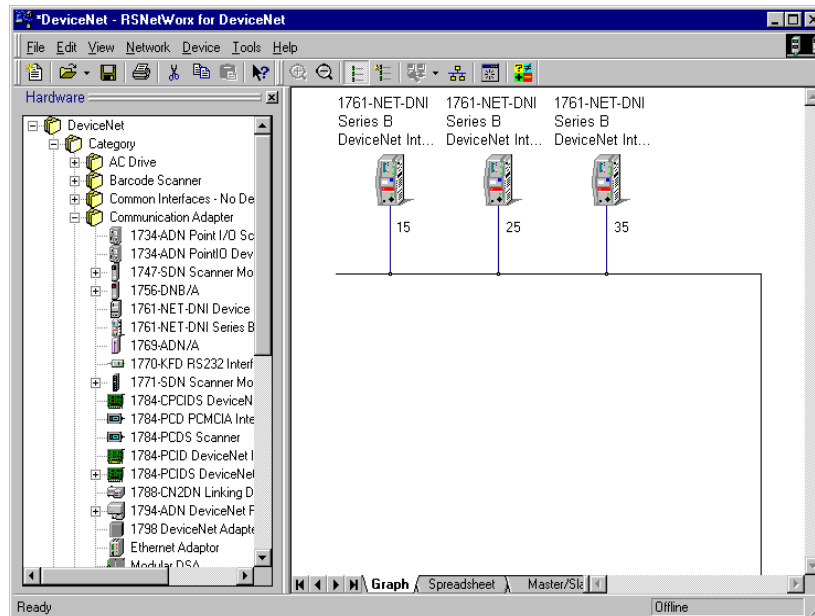 *DeviceNet - RSNetWorx for DeviceNet
File Edit View Network Device Tools Help
Hardware
DeviceNet
Category
AC Drive
Barcode Scanner
Common Interfaces - No De
Communication Adapter
1734-ADN Point I/O Sc
1734-ADN PointIO Dev
1747-SDN Scanner Mo
1756-DNB/A
1761-NET-DNI Device
1761-NET-DNI Series B
1769-ADN/A
1770-KFD RS232 Interf
1771-SDN Scanner Mo
1784-CPCIDS DeviceN
1784-PCD PCMCIA Inte
1784-PCDS Scanner
1784-PCID DeviceNet I
1784-PCIDS DeviceNet
1788-CN2DN Linking D
1794-ADN DeviceNet F
1798 DeviceNet Adapte
Ethernet Adaptor
Modular DSA
1761-NET-DNI 1761-NET-DNI 1761-NET-DNI
Series B Series B Series B
DeviceNet Int... DeviceNet Int... DeviceNet Int...
15 25 35
Graph Spreadsheet Master/Sla
Ready Offline